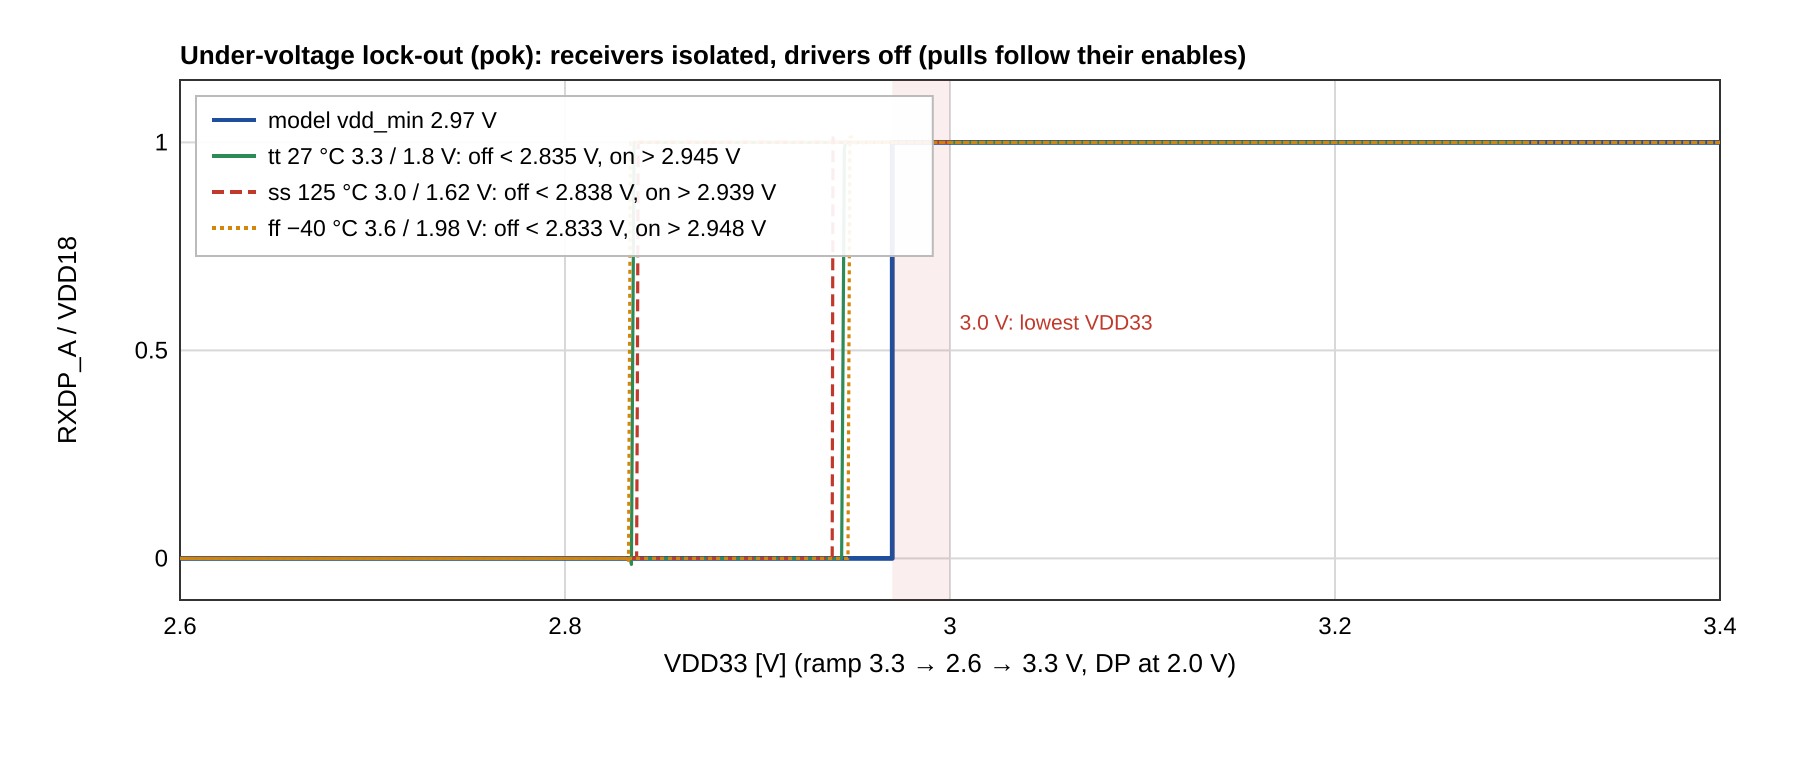 Under-voltage lock-out (pok): receivers isolated, drivers off (pulls follow their enables)
model vdd_min 2.97 V
tt 27 °C 3.3 / 1.8 V: off < 2.835 V, on > 2.945 V
ss 125 °C 3.0 / 1.62 V: off < 2.838 V, on > 2.939 V
ff −40 °C 3.6 / 1.98 V: off < 2.833 V, on > 2.948 V
3.0 V: lowest VDD33
RXDP_A / VDD18
1
0.5
0
2.6 2.8 3 3.2 3.4
VDD33 [V] (ramp 3.3 → 2.6 → 3.3 V, DP at 2.0 V)